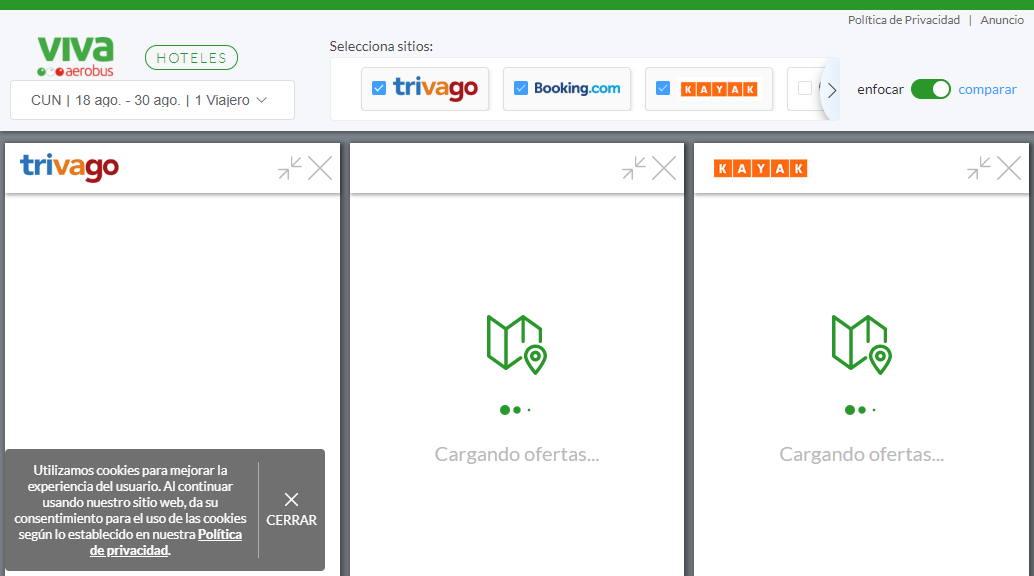 Política de Privacidad | Anuncio
viva
aerobus
HOTELES
Selecciona sitios:
CUN | 18 ago. - 30 ago. | 1 Viajero
trivago
Booking.com
KAYAK
enfocar
comparar
trivago
KAYAK
Cargando ofertas...
Cargando ofertas...
Utilizamos cookies para mejorar la
experiencia del usuario. Al continuar
usando nuestro sitio web, da su
consentimiento para el uso de las cookies
según lo establecido en nuestra Política
de privacidad.
CERRAR